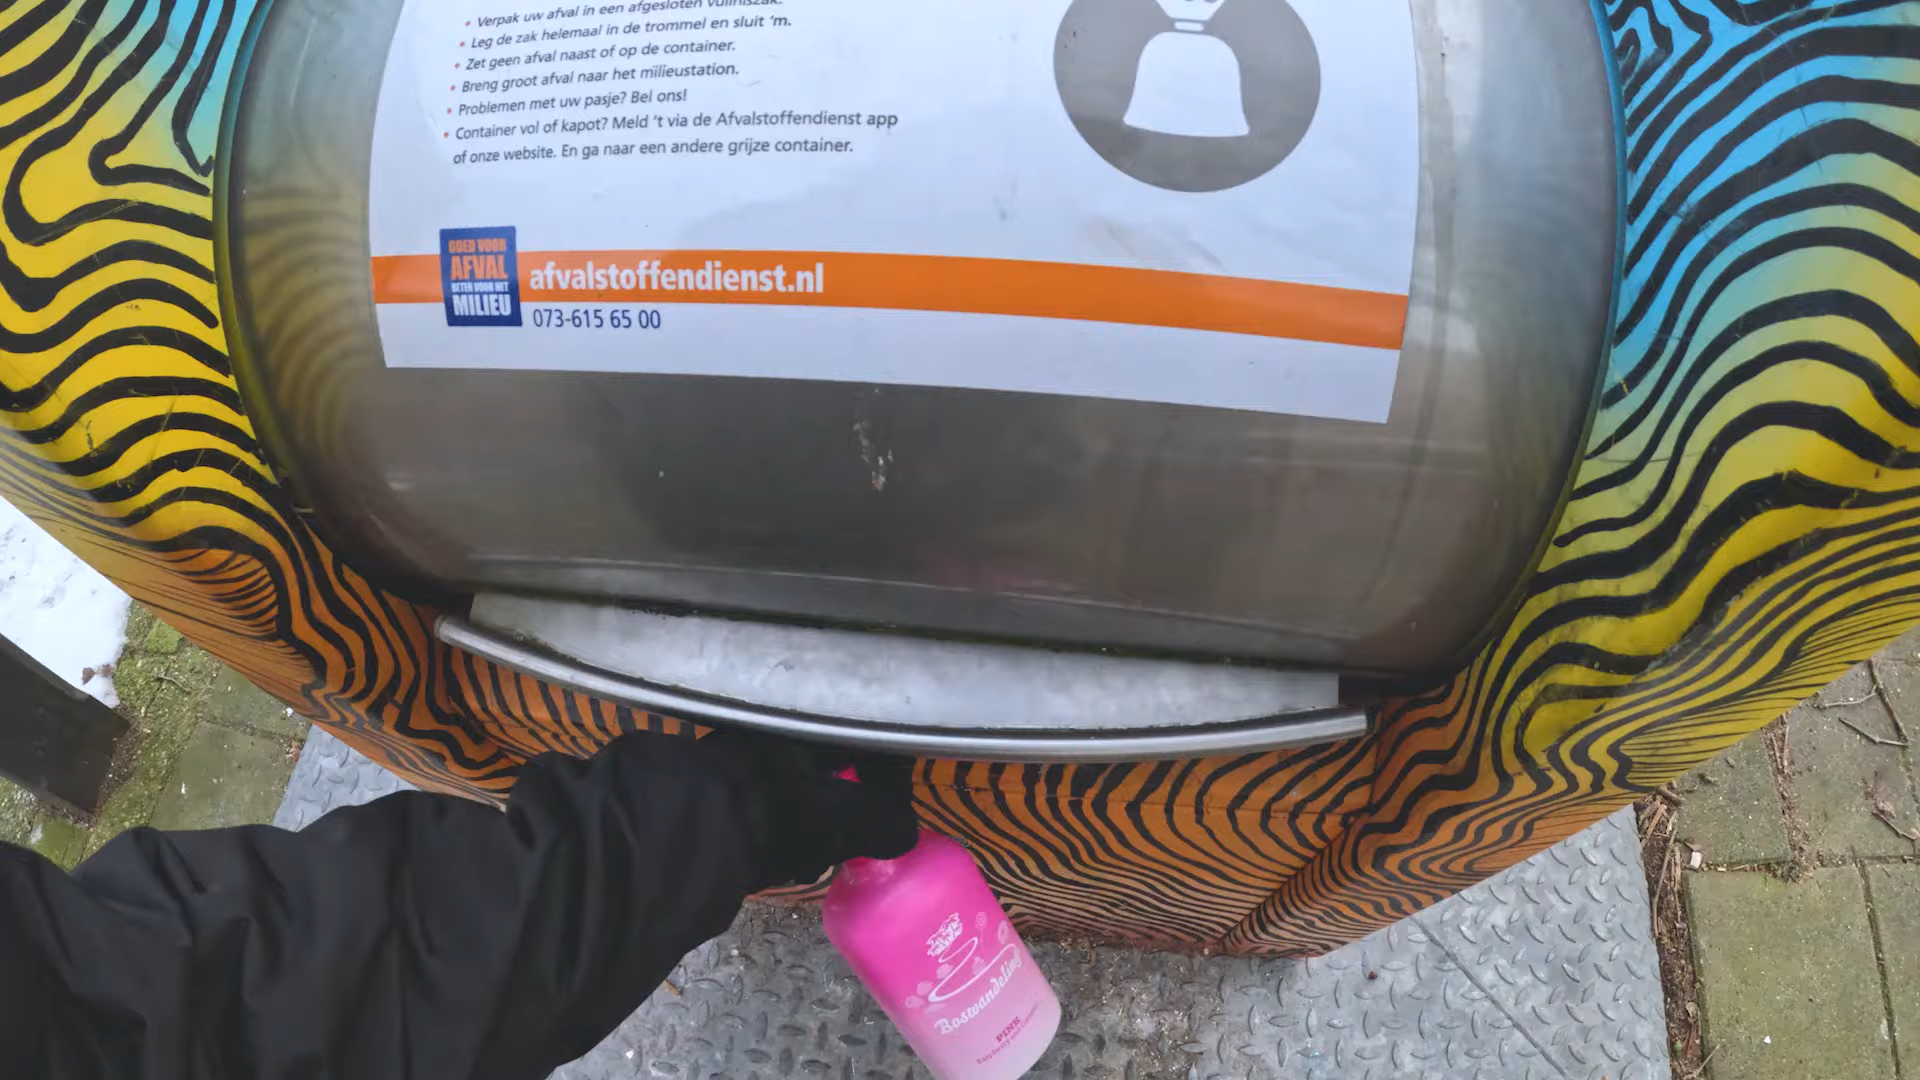 • Verpak uw afval in een afgesloten vuilniszak.
• Leg de zak helemaal in de trommel en sluit ‘m.
• Zet geen afval naast of op de container.
• Breng groot afval naar het milieustation.
• Problemen met uw pasje? Bel ons!
• Container vol of kapot? Meld ‘t via de Afvalstoffendienst app
of onze website. En ga naar een andere grijze container.
GOED VOOR
AFVAL
BETER VOOR HET
MILIEU
afvalstoffendienst.nl
073-615 65 00
Boswandeling
PINK